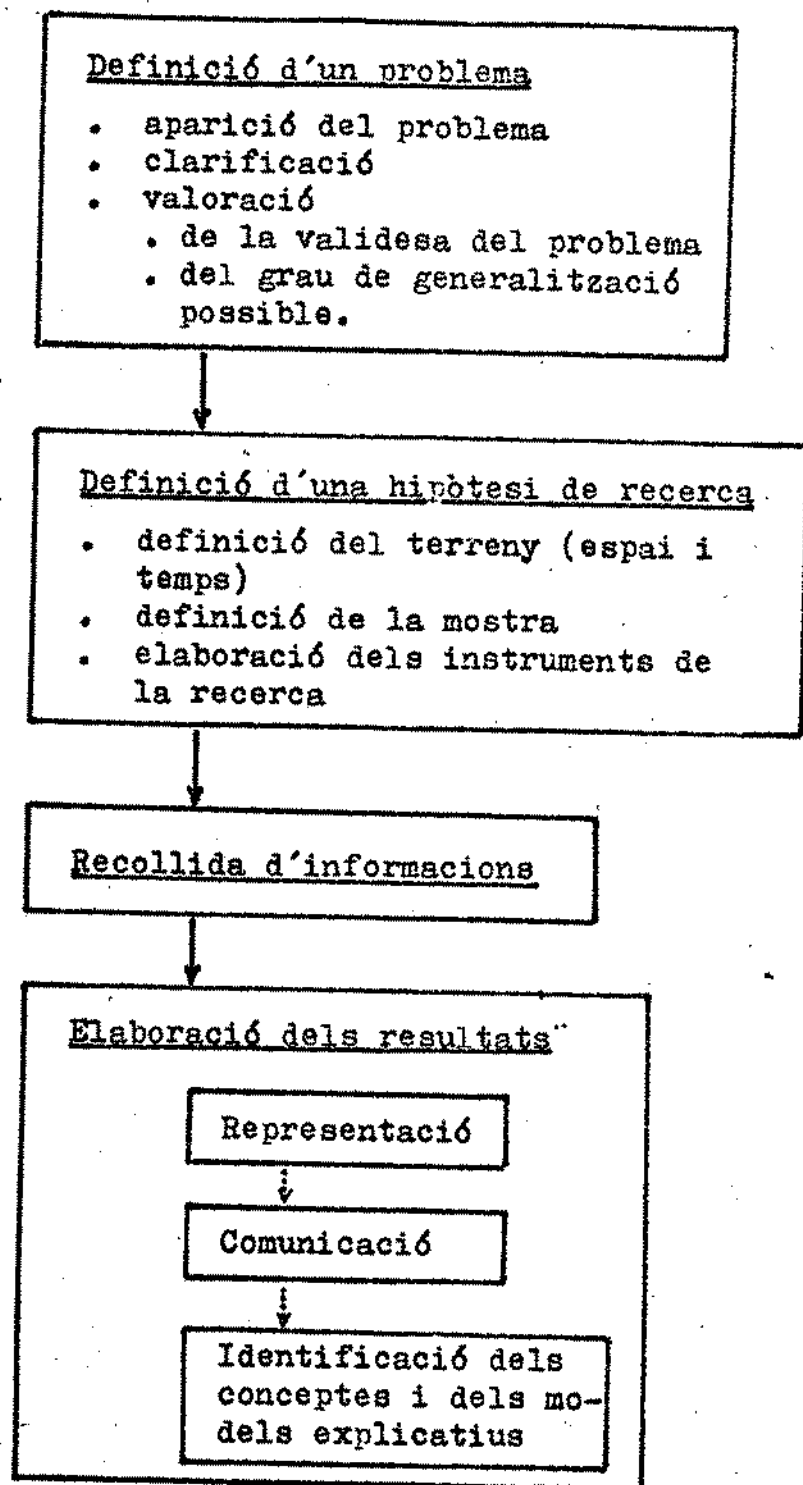 Definició d'un problema
. aparició del problema
. clarificació
. valoració
. de la validesa del problema
. del grau de generalització
possible.
Definició d'una hipòtesi de recerca
. definició del terreny (espai i
temps)
. definició de la mostra
. elaboració dels instruments de
la recerca
Recollida d'informacions
Elaboració dels resultats
Representació
Comunicació
Identificació dels
conceptes i dels mo-
dels explicatius